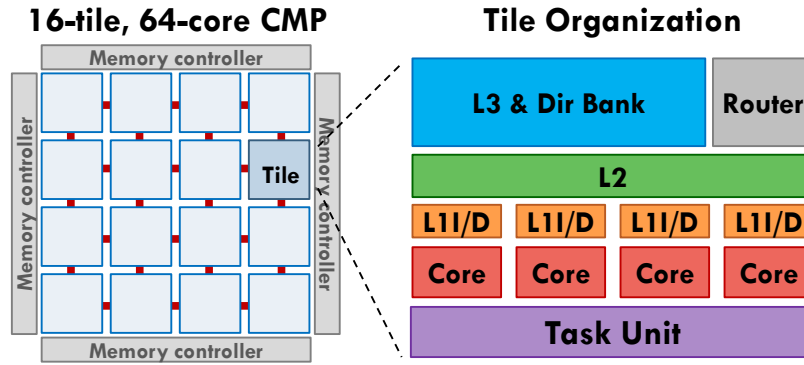 16-tile, 64-core CMP
Memory controller
Memory controller
Tile
Memory controller
Memory controller
Tile Organization
L3 & Dir Bank
Router
L2
L1I/D L1I/D L1I/D L1I/D
Core Core Core Core
Task Unit